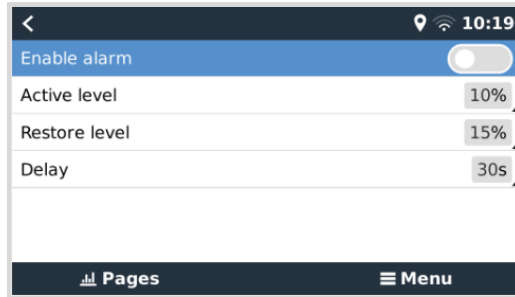 10:19
Enable alarm
Active level 10%
Restore level 15%
Delay 30s
Pages Menu